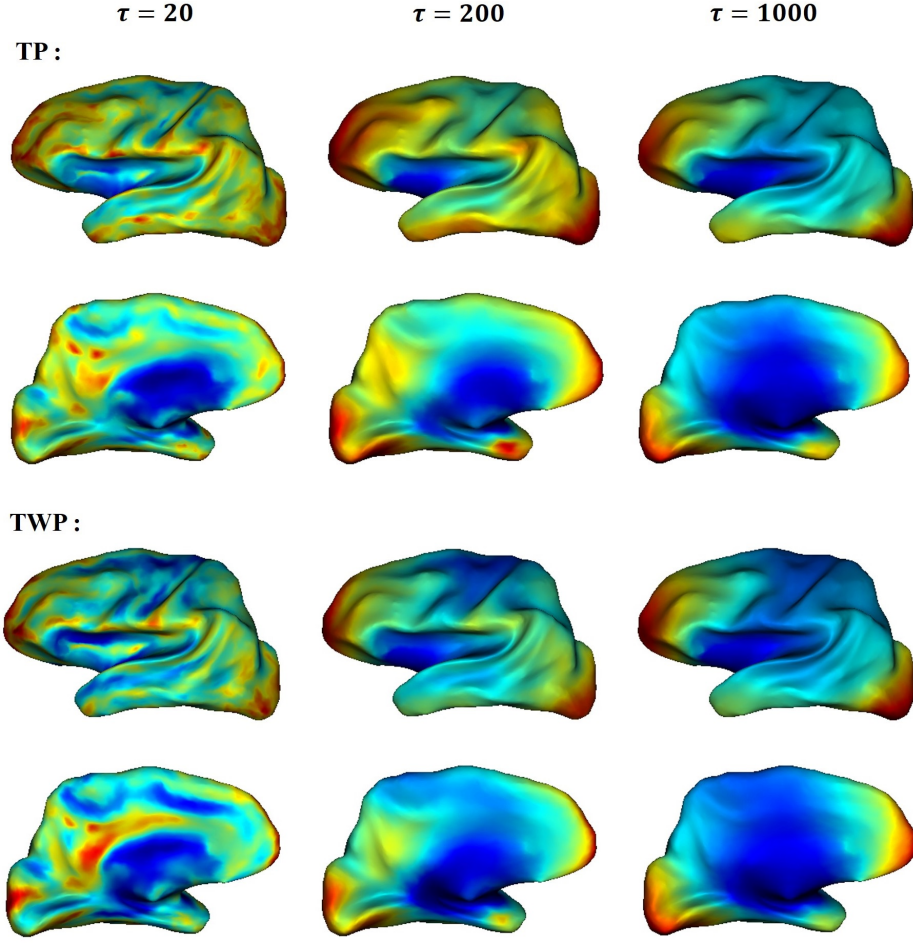 τ = 20 τ = 200 τ = 1000
TP :
TWP :